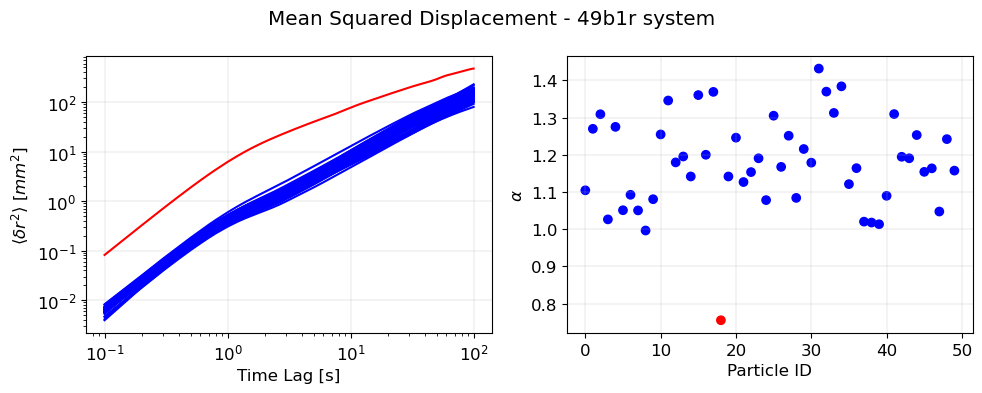 Mean Squared Displacement - 49b1r system
⟨δr²⟩ [mm²]
10²
10¹
10⁰
10⁻¹
10⁻²
10⁻¹ 10⁰ 10¹ 10²
Time Lag [s]
α
1.4
1.3
1.2
1.1
1.0
0.9
0.8
0 10 20 30 40 50
Particle ID